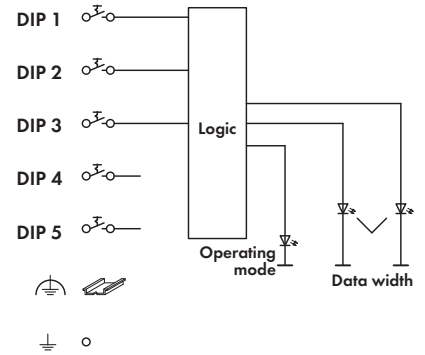 DIP 1
DIP 2
DIP 3
Logic
DIP 4
DIP 5
Operating
mode
Data width